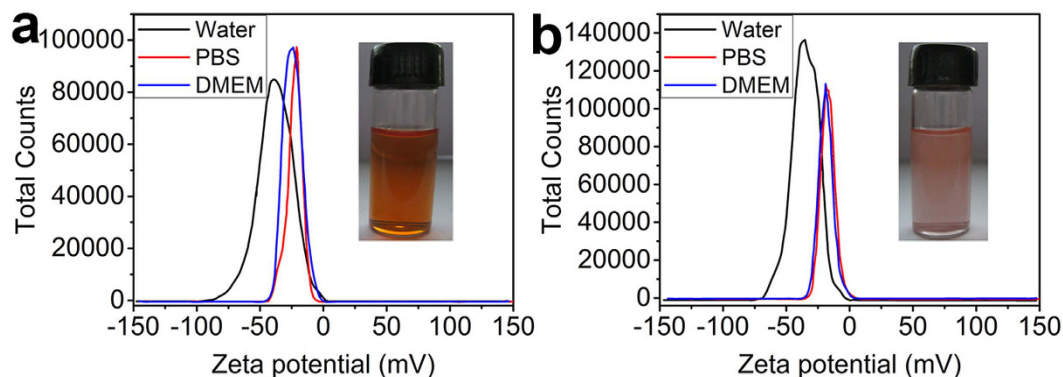 a
Water
PBS
DMEM
100000
80000
60000
40000
20000
0
Total Counts
-150 -100 -50 0 50 100 150
Zeta potential (mV)
b
Water
PBS
DMEM
140000
120000
100000
80000
60000
40000
20000
0
Total Counts
-150 -100 -50 0 50 100 150
Zeta potential (mV)